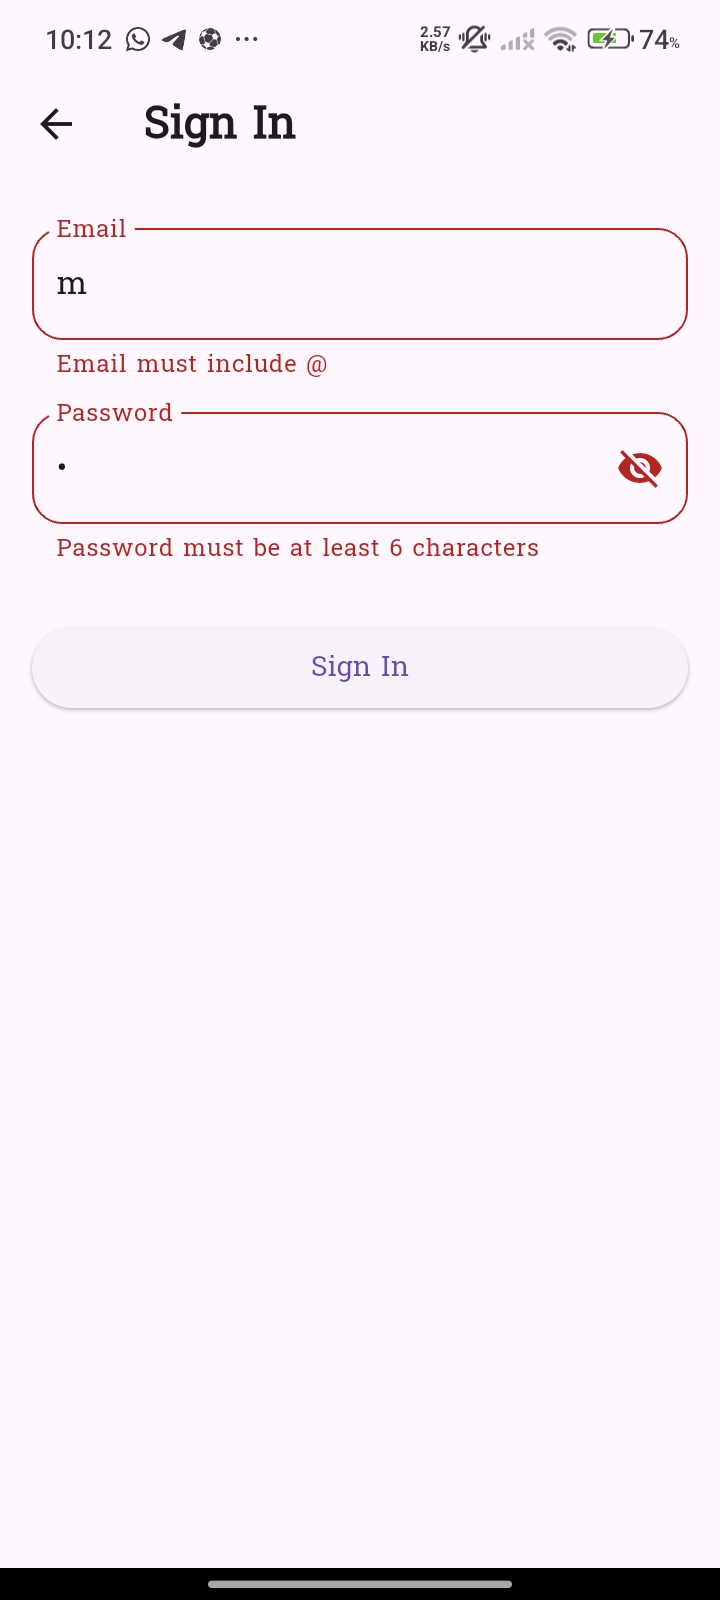 10:12 ... 2.57 KB/s 74%
Sign In
Email
m
Email must include @
Password
•
Password must be at least 6 characters
Sign In